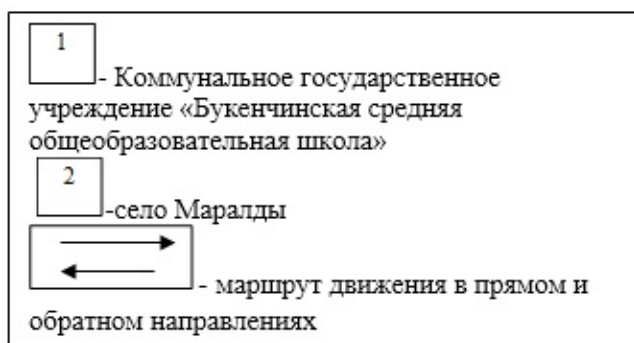 1
- Коммунальное государственное
учреждение «Букенчинская средняя
общеобразовательная школа»
2
-село Маралды
- маршрут движения в прямом и
обратном направлениях